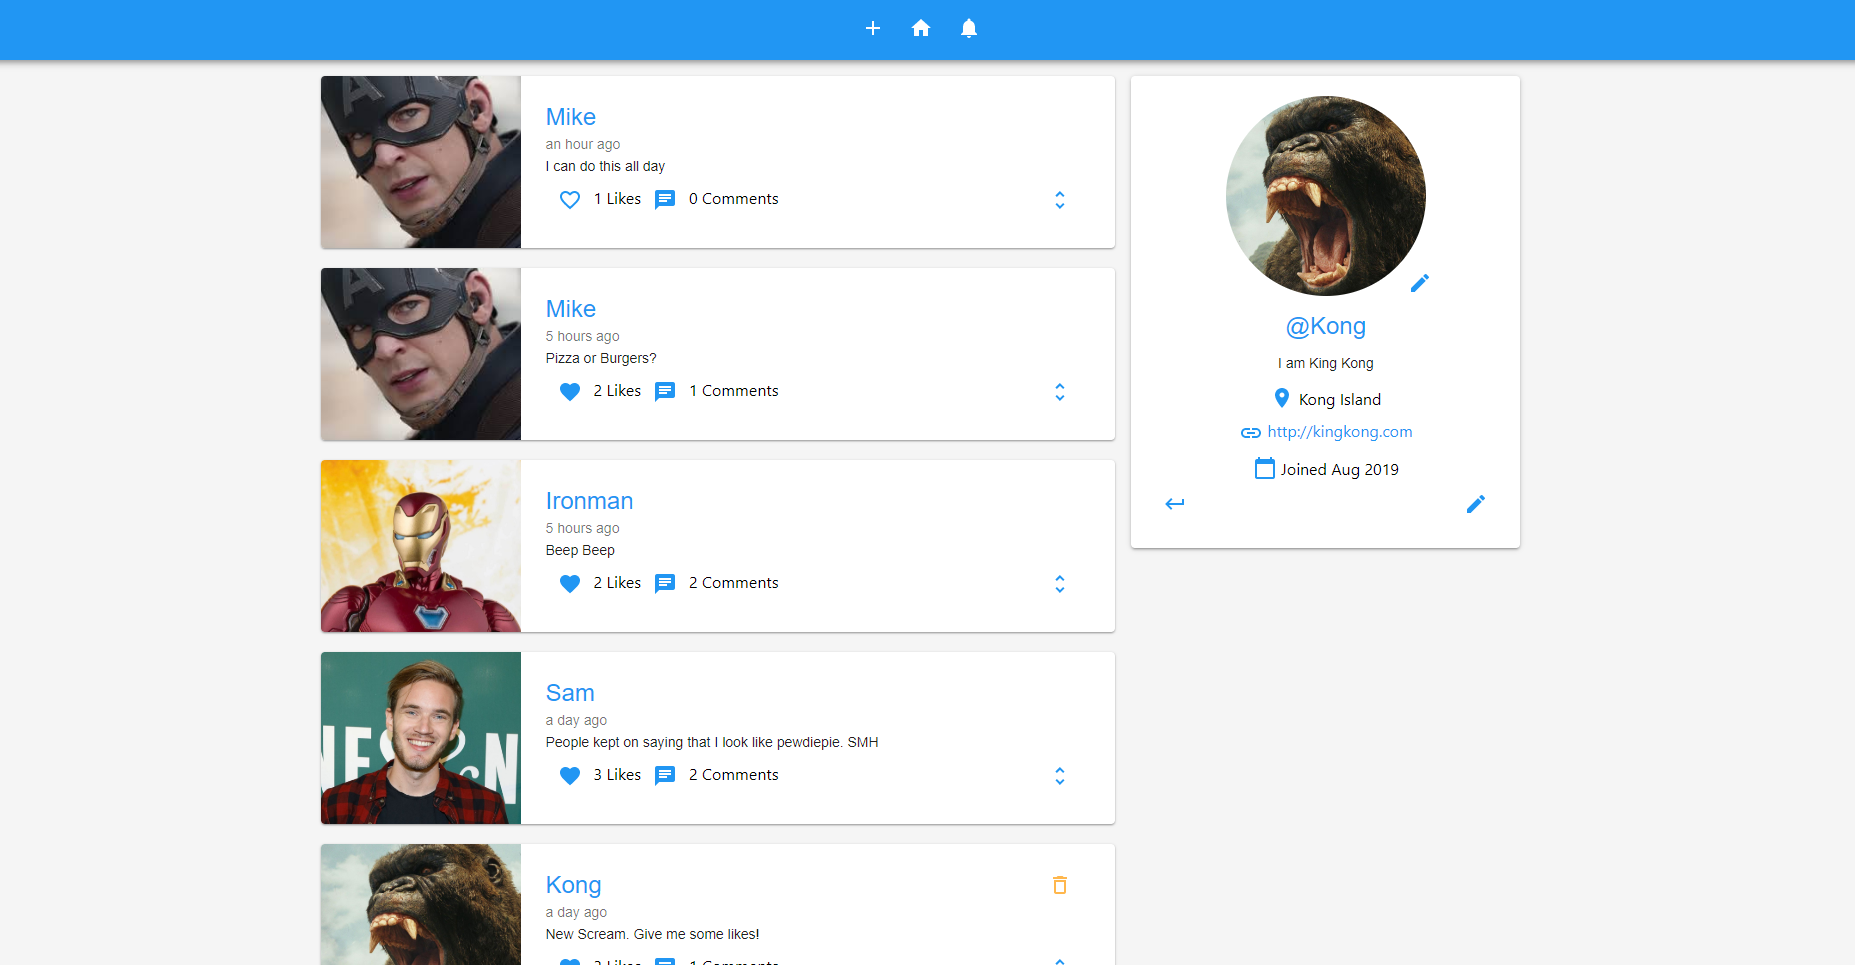 Mike
an hour ago
I can do this all day
1 Likes 0 Comments
Mike
5 hours ago
Pizza or Burgers?
2 Likes 1 Comments
Ironman
5 hours ago
Beep Beep
2 Likes 2 Comments
Sam
a day ago
People kept on saying that I look like pewdiepie. SMH
3 Likes 2 Comments
Kong
a day ago
New Scream. Give me some likes!
@Kong
I am King Kong
Kong Island
http://kingkong.com
Joined Aug 2019